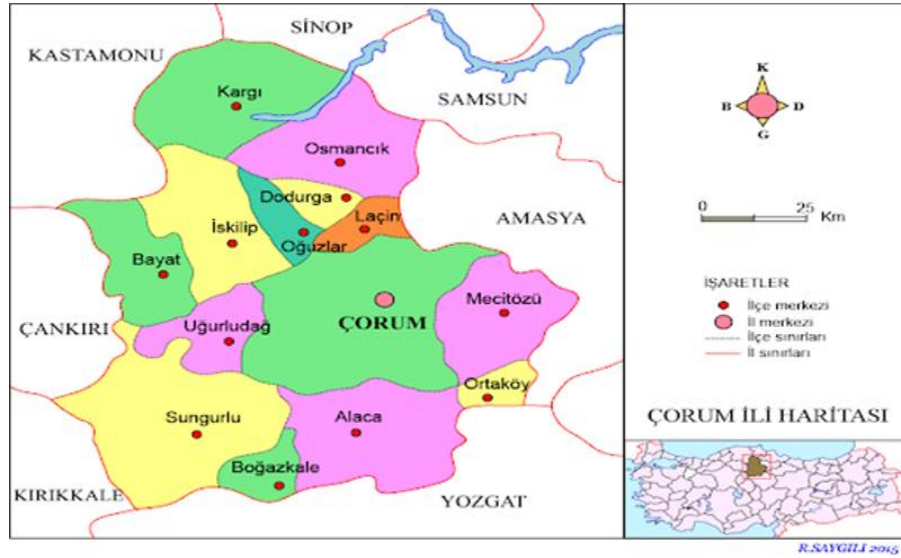 SİNOP
KASTAMONU
K
Kargı
SAMSUN
B D
G
Osmancık
Dodurga
0 25
Km
Laçin
AMASYA
İskilip
Oğuzlar
Bayat
İŞARETLER
Mecitözü
İlçe merkezi
ÇORUM
İl merkezi
ÇANKIRI
Uğurludağ
İlçe sınırları
İl sınırları
Ortaköy
Sungurlu
Alaca
ÇORUM İLİ HARİTASI
Boğazkale
KIRIKKALE
YOZGAT
R.SAYGILI 2015